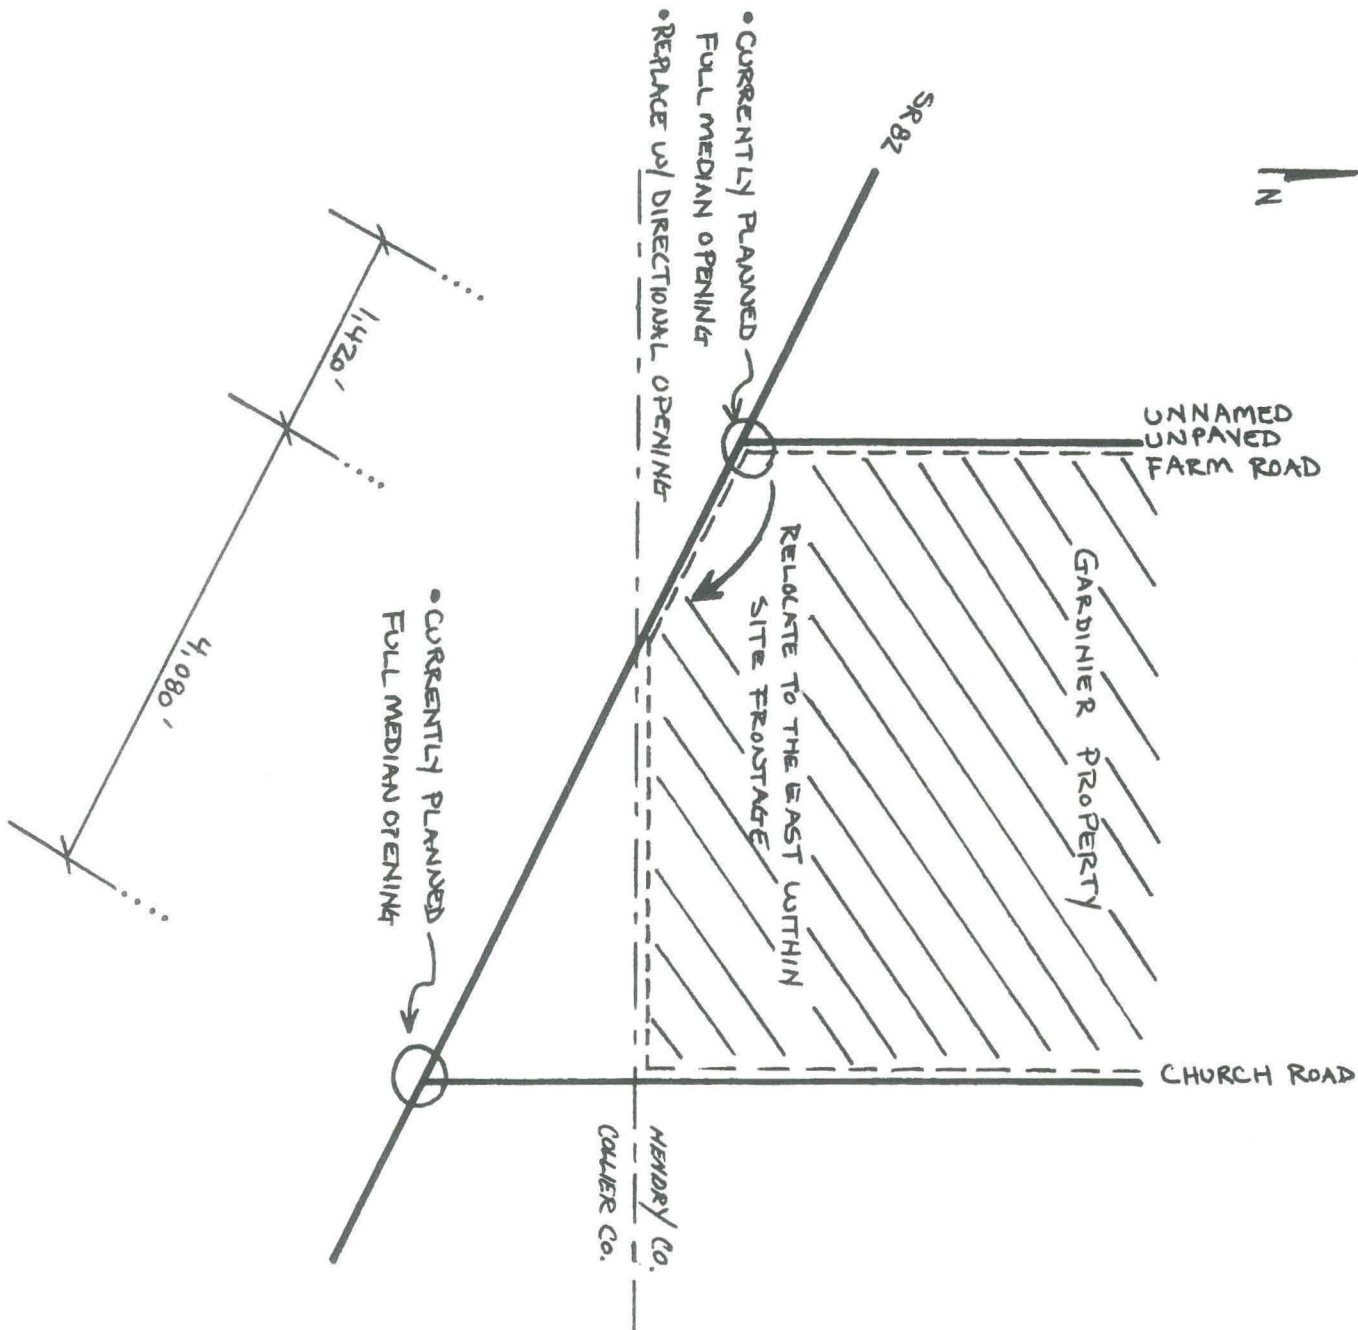 N
SR 82
UNNAMED
UNPAVED
FARM ROAD
GARDINIER PROPERTY
CHURCH ROAD
RELOCATE TO THE EAST WITHIN
SITE FRONTAGE
• CURRENTLY PLANNED
FULL MEDIAN OPENING
• REPLACE W/ DIRECTIONAL OPENING
• CURRENTLY PLANNED
FULL MEDIAN OPENING
HENDRY CO.
COLLIER CO.
1,420'
4,080'